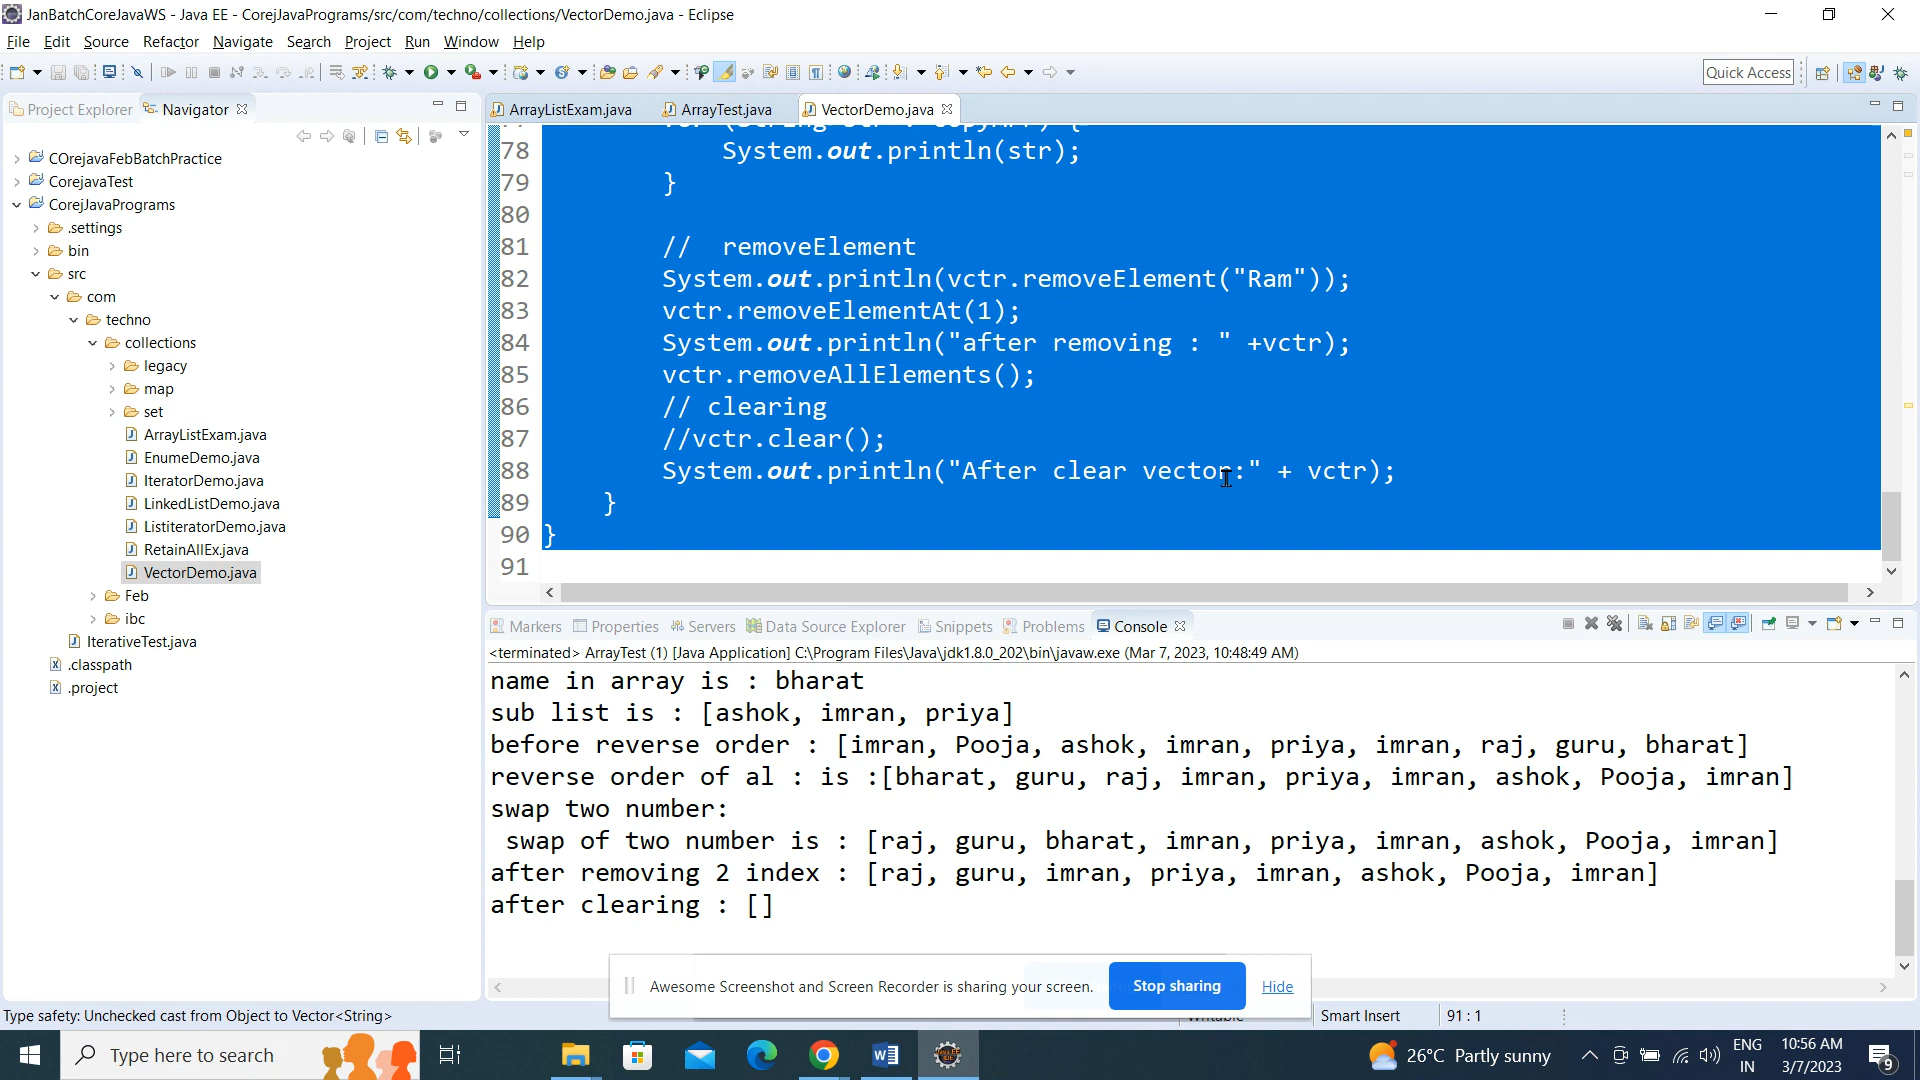 JanBatchCoreJavaWS - Java EE - CorejJavaPrograms/src/com/techno/collections/VectorDemo.java - Eclipse
File Edit Source Refactor Navigate Search Project Run Window Help
Quick Access
Project Explorer Navigator
COrejavaFebBatchPractice
CorejavaTest
CorejJavaPrograms
.settings
bin
src
com
techno
collections
legacy
map
set
ArrayListExam.java
EnumeDemo.java
IteratorDemo.java
LinkedListDemo.java
ListiteratorDemo.java
RetainAllEx.java
VectorDemo.java
Feb
ibc
IterativeTest.java
.classpath
.project
ArrayListExam.java ArrayTest.java VectorDemo.java
78 System.out.println(str);
79 }
80
81 // removeElement
82 System.out.println(vctr.removeElement("Ram"));
83 vctr.removeElementAt(1);
84 System.out.println("after removing : " +vctr);
85 vctr.removeAllElements();
86 // clearing
87 //vctr.clear();
88 System.out.println("After clear vector:" + vctr);
89 }
90 }
91
Markers Properties Servers Data Source Explorer Snippets Problems Console
<terminated> ArrayTest (1) [Java Application] C:\Program Files\Java\jdk1.8.0_202\bin\javaw.exe (Mar 7, 2023, 10:48:49 AM)
name in array is : bharat
sub list is : [ashok, imran, priya]
before reverse order : [imran, Pooja, ashok, imran, priya, imran, raj, guru, bharat]
reverse order of al : is :[bharat, guru, raj, imran, priya, imran, ashok, Pooja, imran]
swap two number:
swap of two number is : [raj, guru, bharat, imran, priya, imran, ashok, Pooja, imran]
after removing 2 index : [raj, guru, imran, priya, imran, ashok, Pooja, imran]
after clearing : []
Awesome Screenshot and Screen Recorder is sharing your screen. Stop sharing Hide
Type safety: Unchecked cast from Object to Vector<String>
Smart Insert 91 : 1
Type here to search
26°C Partly sunny
ENG
IN
10:56 AM
3/7/2023
9